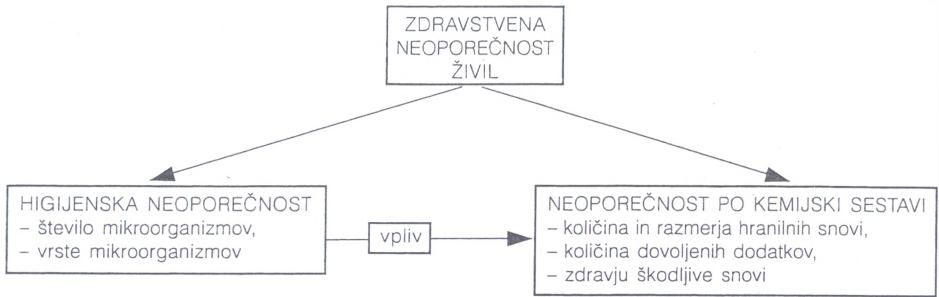 ZDRAVSTVENA
NEOPOREČNOST
ŽIVIL
HIGIJENSKA NEOPOREČNOST
– število mikroorganizmov,
– vrste mikroorganizmov
vpliv
NEOPOREČNOST PO KEMIJSKI SESTAVI
– količina in razmerja hranilnih snovi,
– količina dovoljenih dodatkov,
– zdravju škodljive snovi